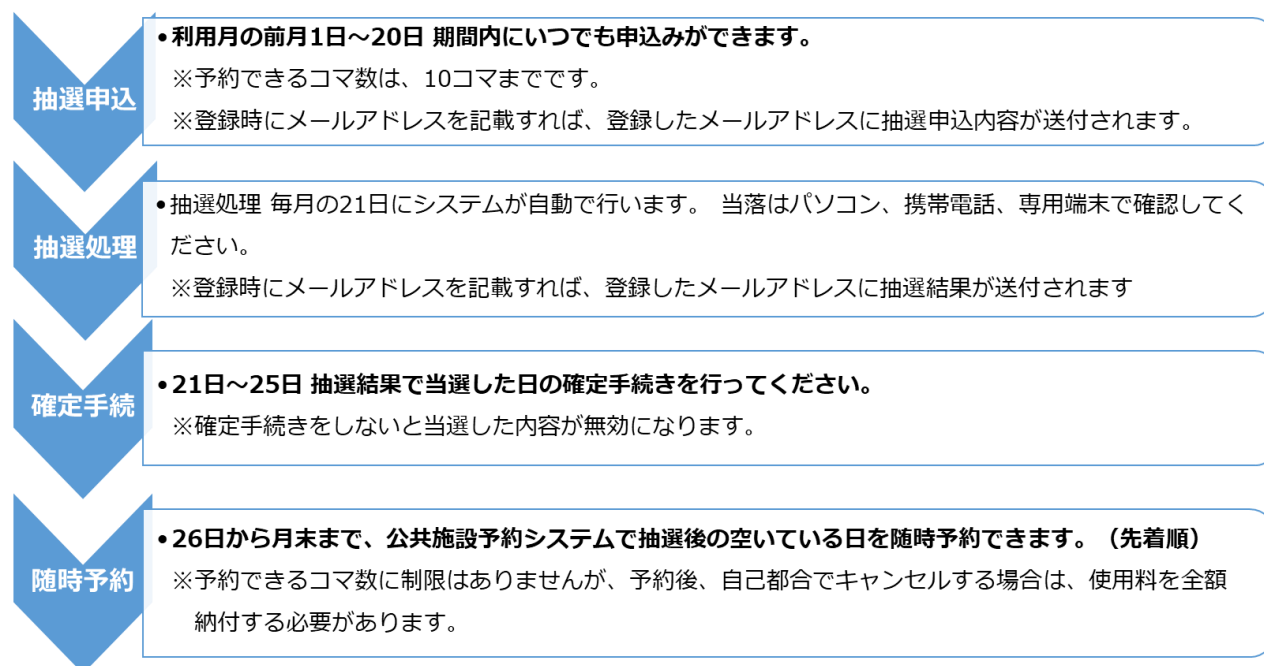 抽選申込
•利用月の前月1日～20日 期間内にいつでも申込みができます。
※予約できるコマ数は、10コマまでです。
※登録時にメールアドレスを記載すれば、登録したメールアドレスに抽選申込内容が送付されます。
抽選処理
•抽選処理 毎月の21日にシステムが自動で行います。 当落はパソコン、携帯電話、専用端末で確認してく
ださい。
※登録時にメールアドレスを記載すれば、登録したメールアドレスに抽選結果が送付されます
確定手続
•21日～25日 抽選結果で当選した日の確定手続きを行ってください。
※確定手続きをしないと当選した内容が無効になります。
随時予約
•26日から月末まで、公共施設予約システムで抽選後の空いている日を随時予約できます。（先着順）
※予約できるコマ数に制限はありませんが、予約後、自己都合でキャンセルする場合は、使用料を全額
納付する必要があります。